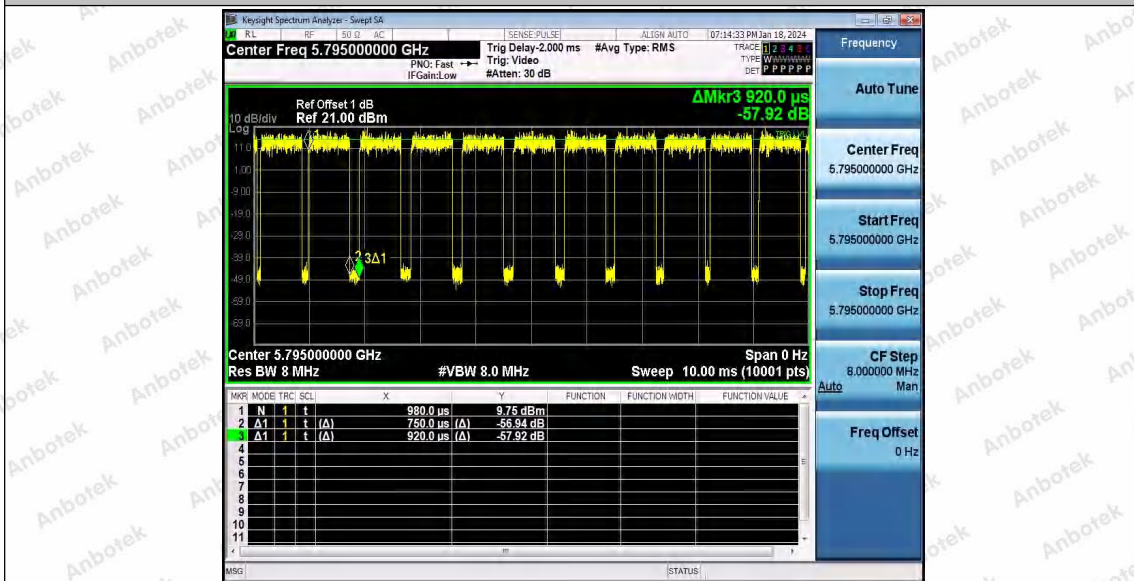 Keysight Spectrum Analyzer - Swept SA
RL RF 50 Ω AC SENSE:PULSE ALIGN AUTO 07:14:33 PM Jan 18, 2024
Center Freq 5.795000000 GHz
PNO: Fast
IFGain:Low
Trig Delay-2.000 ms
Trig: Video
#Atten: 30 dB
#Avg Type: RMS
TRACE 1 2 3 4 5 6
TYPE WWWWWW
DET P P P P P P
ΔMkr3 920.0 µs
-57.92 dB
Ref Offset 1 dB
Ref 21.00 dBm
10 dB/div
Log
TRIG LVL
11.0
1.00
-9.00
-19.0
-29.0
-39.0
-49.0
-59.0
-69.0
1
2 3Δ1
Center 5.795000000 GHz
Span 0 Hz
Res BW 8 MHz
#VBW 8.0 MHz
Sweep 10.00 ms (10001 pts)
MKR MODE TRC SCL X Y FUNCTION FUNCTION WIDTH FUNCTION VALUE
1 N 1 t 980.0 µs 9.75 dBm
2 Δ1 1 t (Δ) 750.0 µs (Δ) -56.94 dB
3 Δ1 1 t (Δ) 920.0 µs (Δ) -57.92 dB
4
5
6
7
8
9
10
11
MSG
STATUS
Frequency
Auto Tune
Center Freq
5.795000000 GHz
Start Freq
5.795000000 GHz
Stop Freq
5.795000000 GHz
CF Step
8.000000 MHz
Auto Man
Freq Offset
0 Hz
Anbotek